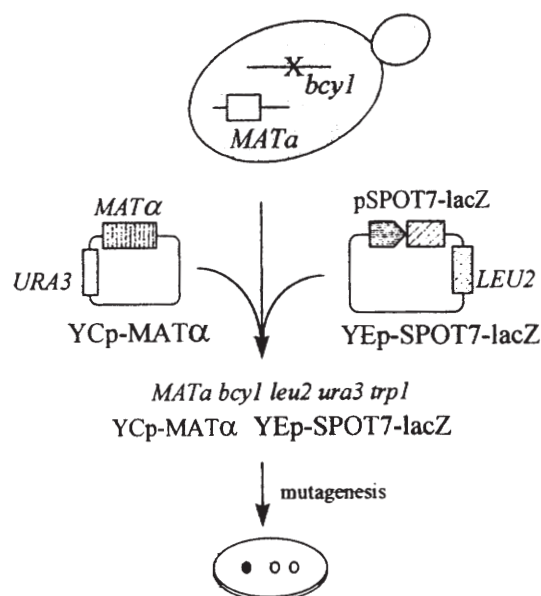 bcy1
MATa
MATα
URA3
YCp-MATα
pSPOT7-lacZ
LEU2
YEp-SPOT7-lacZ
MATa bcy1 leu2 ura3 trp1
YCp-MATα YEp-SPOT7-lacZ
mutagenesis